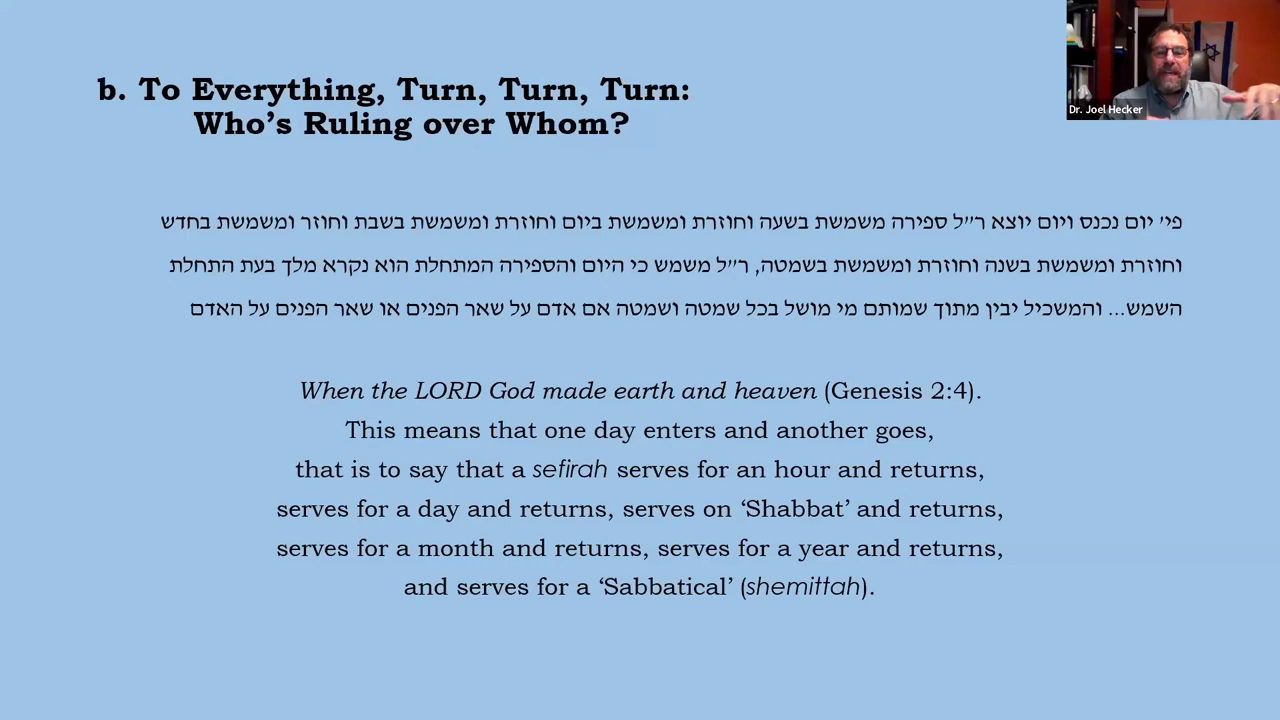 b. To Everything, Turn, Turn, Turn:
Who's Ruling over Whom?
Dr. Joel Hecker
פי' יום נכנס ויום יוצא ר"ל ספירה משמשת בשעה וחוזרת ומשמשת ביום וחוזרת ומשמשת בשבת וחוזר ומשמשת בחדש
וחוזרת ומשמשת בשנה וחוזרת ומשמשת בשמטה, ר"ל משמש כי היום והספירה המתחלת הוא נקרא מלך בעת התחלת
השמש... והמשכיל יבין מתוך שמותם מי מושל בכל שמטה ושמטה אם אדם על שאר הפנים או שאר הפנים על האדם
When the LORD God made earth and heaven (Genesis 2:4).
This means that one day enters and another goes,
that is to say that a sefirah serves for an hour and returns,
serves for a day and returns, serves on ‘Shabbat’ and returns,
serves for a month and returns, serves for a year and returns,
and serves for a ‘Sabbatical’ (shemittah).